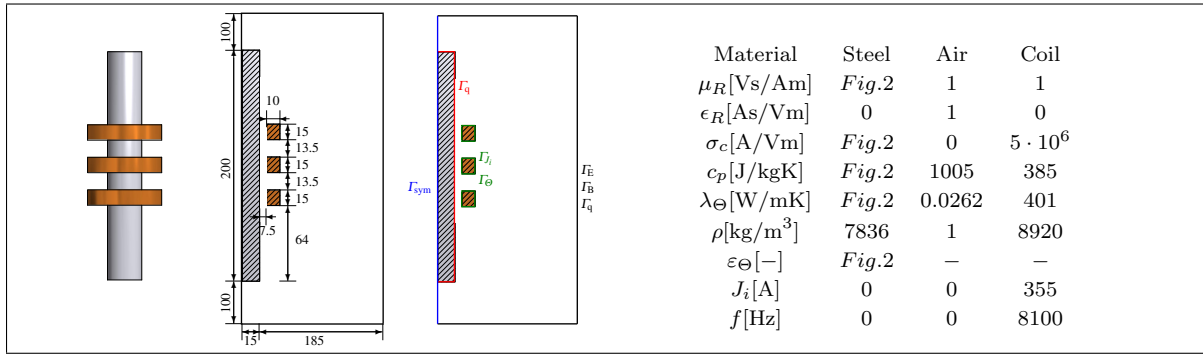 100
10
15
13.5
15
13.5
15
200
7.5
64
100
15
185
Γq
ΓJi
ΓΘ
Γsym
ΓE
ΓB
Γq
Material Steel Air Coil
μR[Vs/Am] Fig.2 1 1
ϵR[As/Vm] 0 1 0
σc[A/Vm] Fig.2 0 5 · 10⁶
cp[J/kgK] Fig.2 1005 385
λΘ[W/mK] Fig.2 0.0262 401
ρ[kg/m³] 7836 1 8920
εΘ[−] Fig.2 − −
Ji[A] 0 0 355
f[Hz] 0 0 8100